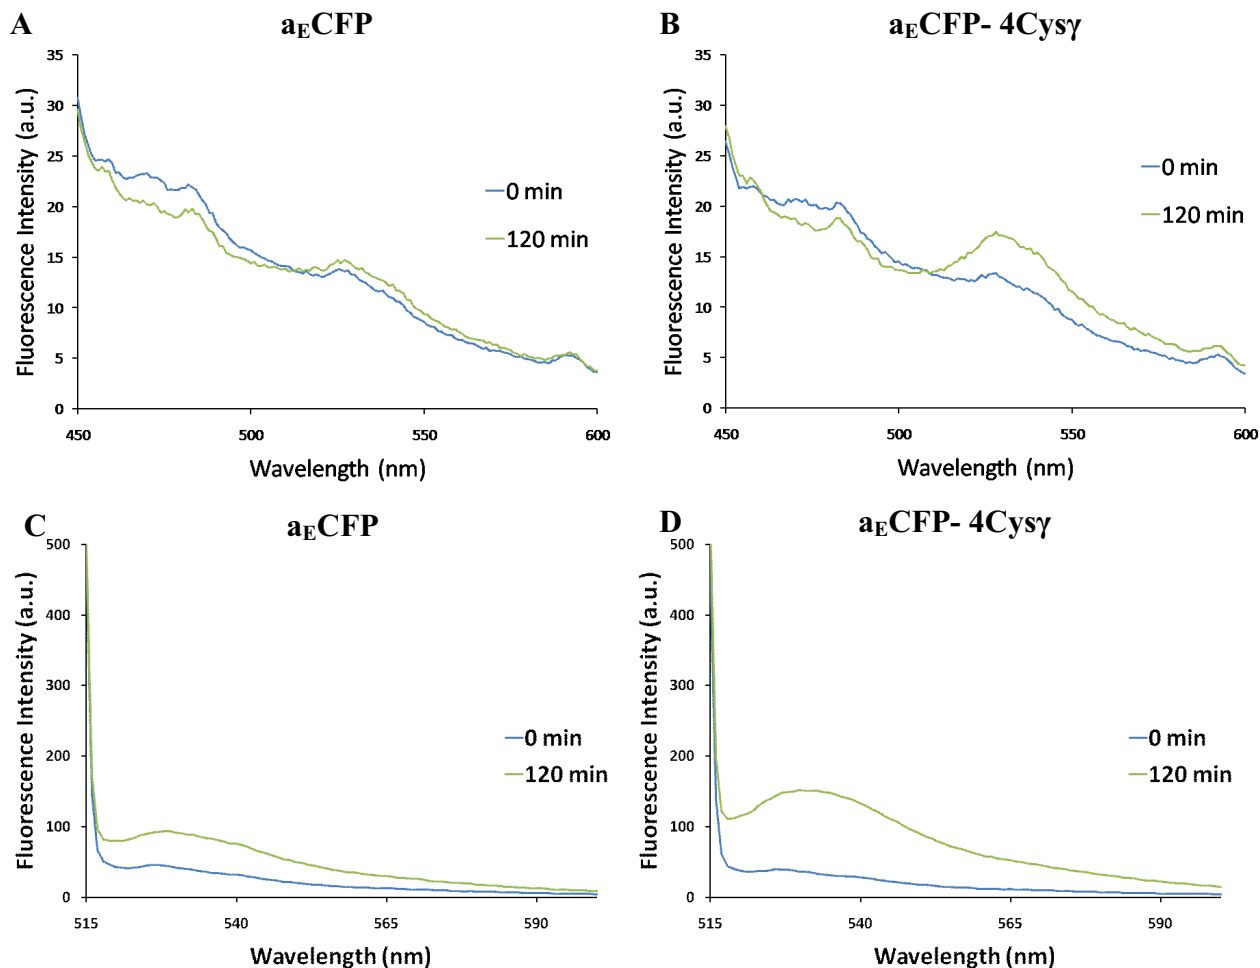 A
aECFP
Fluorescence Intensity (a.u.)
35
30
25
20
15
10
5
0
450
500
550
600
Wavelength (nm)
0 min
120 min
B
aECFP- 4Cysγ
Fluorescence Intensity (a.u.)
35
30
25
20
15
10
5
0
450
500
550
600
Wavelength (nm)
0 min
120 min
C
aECFP
Fluorescence Intensity (a.u.)
500
400
300
200
100
0
515
540
565
590
Wavelength (nm)
0 min
120 min
D
aECFP- 4Cysγ
Fluorescence Intensity (a.u.)
500
400
300
200
100
0
515
540
565
590
Wavelength (nm)
0 min
120 min